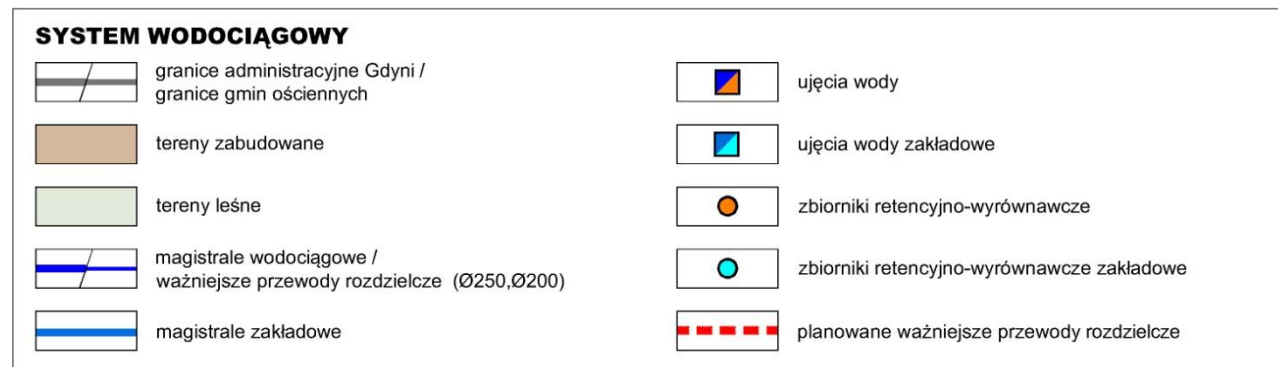 SYSTEM WODOCIĄGOWY
granice administracyjne Gdyni /
granice gmin ościennych
tereny zabudowane
tereny leśne
magistrale wodociągowe /
ważniejsze przewody rozdzielcze (Ø250,Ø200)
magistrale zakładowe
ujęcia wody
ujęcia wody zakładowe
zbiorniki retencyjno-wyrównawcze
zbiorniki retencyjno-wyrównawcze zakładowe
planowane ważniejsze przewody rozdzielcze